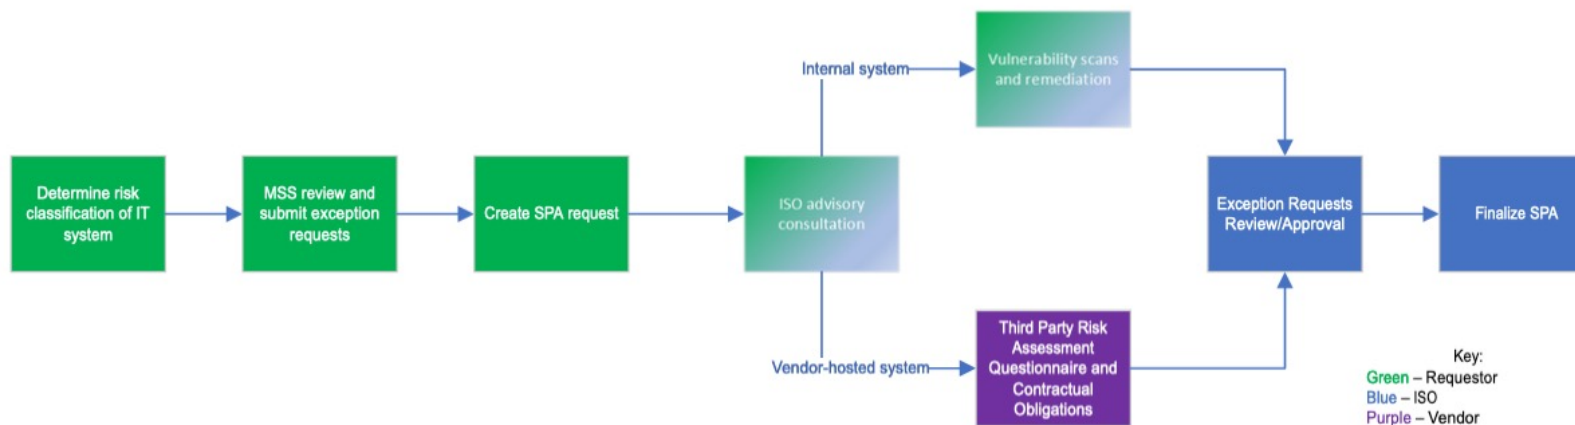 Determine risk
classification of IT
system
MSS review and
submit exception
requests
Create SPA request
ISO advisory
consultation
Internal system
Vulnerability scans
and remediation
Vendor-hosted system
Third Party Risk
Assessment
Questionnaire and
Contractual
Obligations
Exception Requests
Review/Approval
Finalize SPA
Key:
Green – Requestor
Blue – ISO
Purple – Vendor